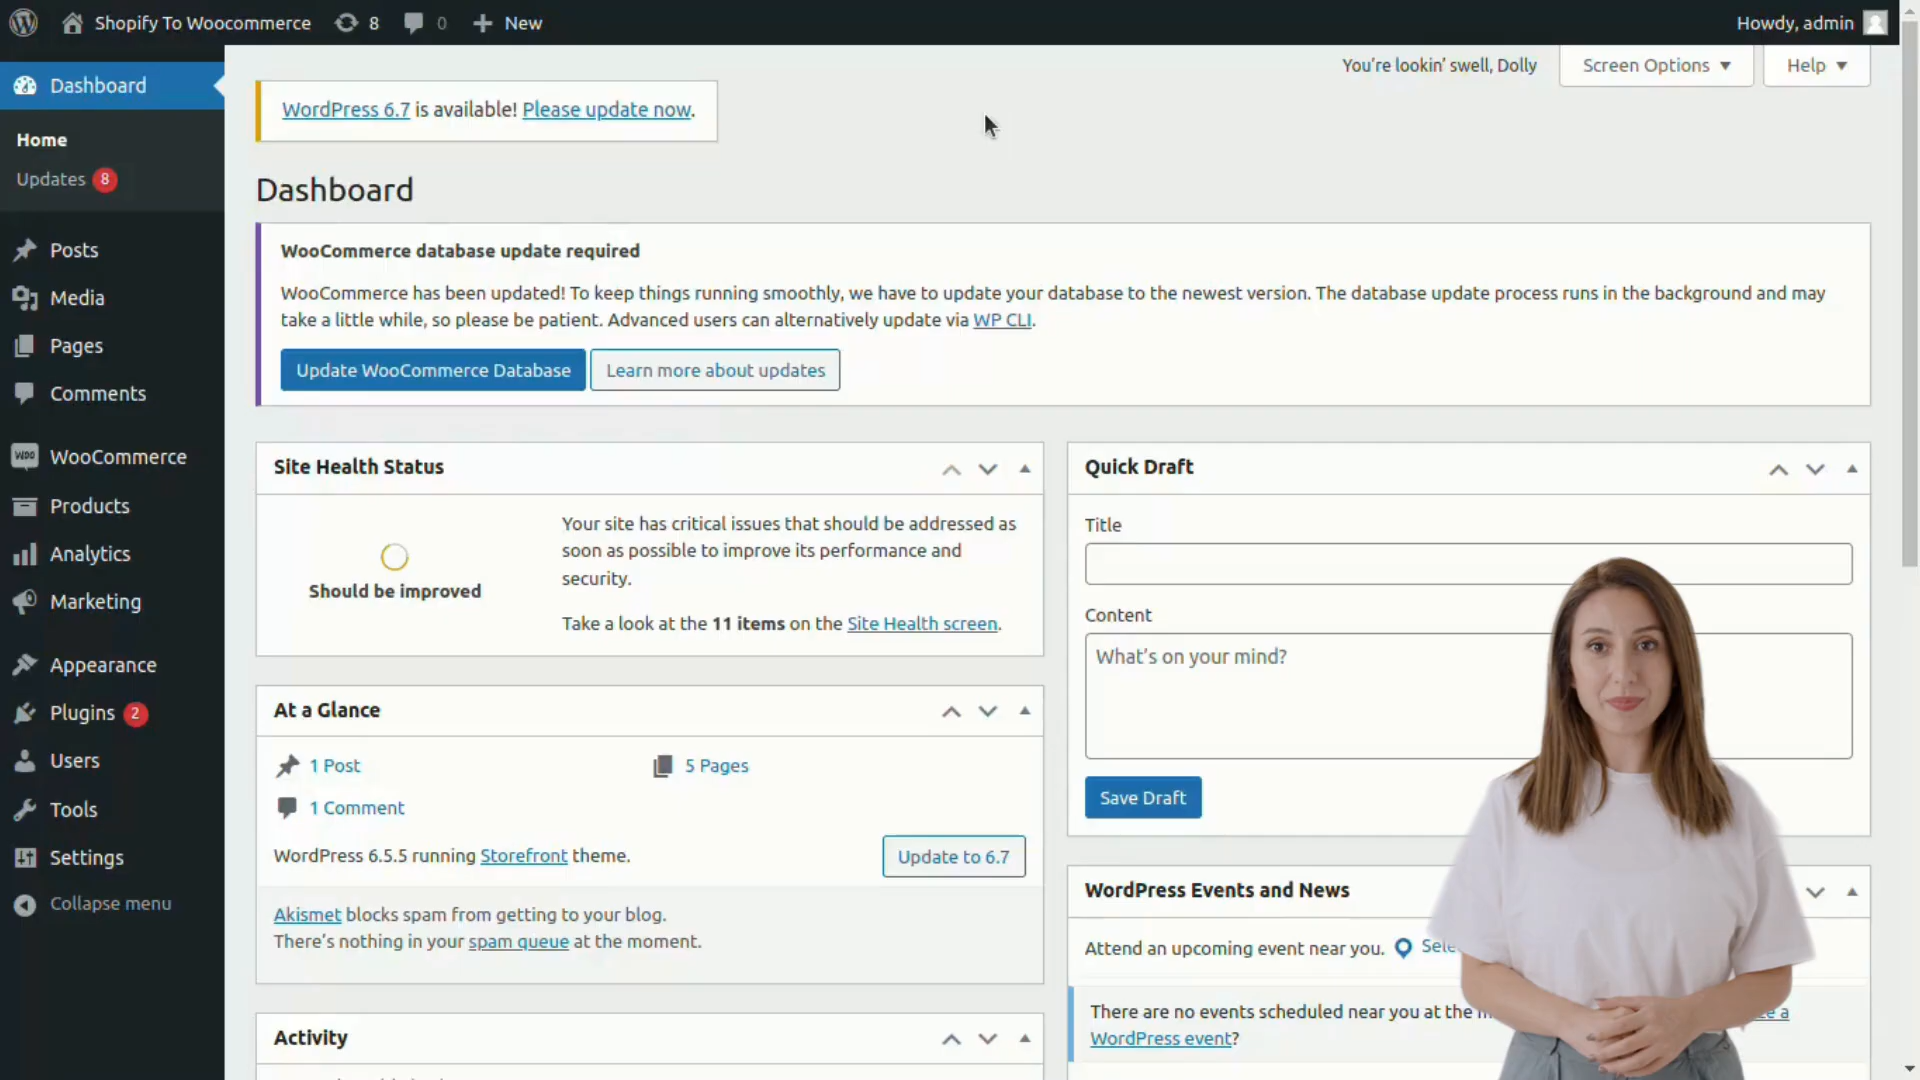 Shopify To Woocommerce 8 0 New Howdy, admin
Dashboard
Home
Updates 8
Posts
Media
Pages
Comments
WOO WooCommerce
Products
Analytics
Marketing
Appearance
Plugins 2
Users
Tools
Settings
Collapse menu
You're lookin' swell, Dolly Screen Options Help
WordPress 6.7 is available! Please update now.
Dashboard
WooCommerce database update required
WooCommerce has been updated! To keep things running smoothly, we have to update your database to the newest version. The database update process runs in the background and may
take a little while, so please be patient. Advanced users can alternatively update via WP CLI.
Update WooCommerce Database Learn more about updates
Site Health Status
Should be improved
Your site has critical issues that should be addressed as
soon as possible to improve its performance and
security.
Take a look at the 11 items on the Site Health screen.
At a Glance
1 Post 5 Pages
1 Comment
WordPress 6.5.5 running Storefront theme. Update to 6.7
Akismet blocks spam from getting to your blog.
There's nothing in your spam queue at the moment.
Activity
Quick Draft
Title
Content
What's on your mind?
Save Draft
WordPress Events and News
Attend an upcoming event near you.
There are no events scheduled near you at the a
WordPress event?